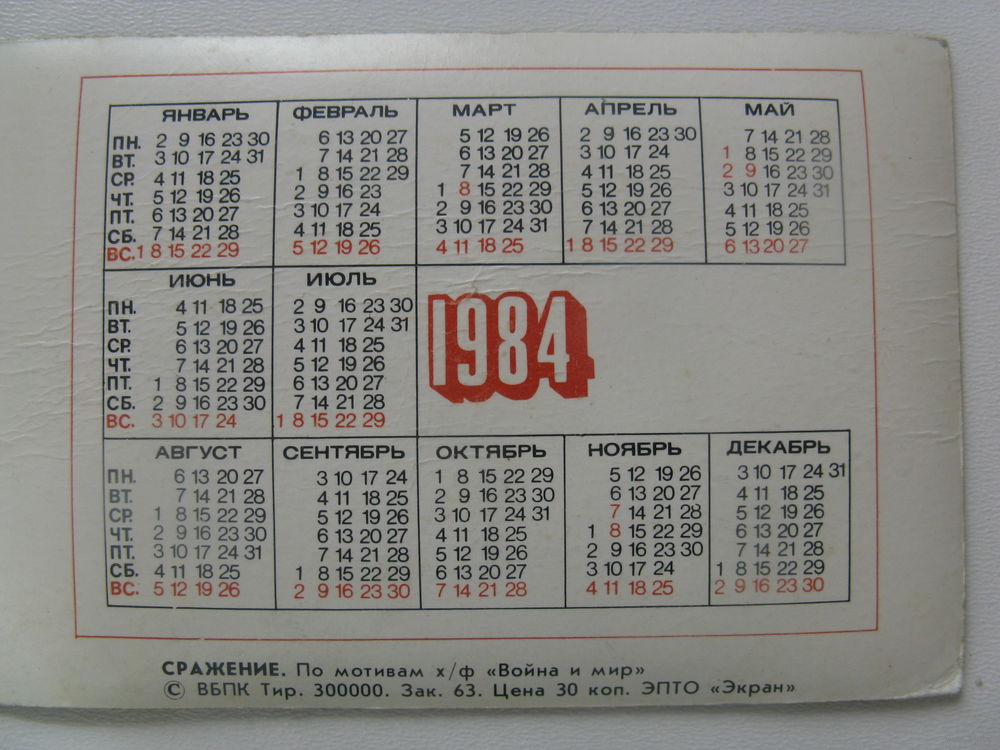 ЯНВАРЬ ФЕВРАЛЬ МАРТ АПРЕЛЬ МАЙ
ПН. 2 9 16 23 30 6 13 20 27 5 12 19 26 2 9 16 23 30 7 14 21 28
ВТ. 3 10 17 24 31 7 14 21 28 6 13 20 27 3 10 17 24 1 8 15 22 29
СР. 4 11 18 25 1 8 15 22 29 7 14 21 28 4 11 18 25 2 9 16 23 30
ЧТ. 5 12 19 26 2 9 16 23 1 8 15 22 29 5 12 19 26 3 10 17 24 31
ПТ. 6 13 20 27 3 10 17 24 2 9 16 23 30 6 13 20 27 4 11 18 25
СБ. 7 14 21 28 4 11 18 25 3 10 17 24 31 7 14 21 28 5 12 19 26
ВС. 1 8 15 22 29 5 12 19 26 4 11 18 25 1 8 15 22 29 6 13 20 27
ИЮНЬ ИЮЛЬ
ПН. 4 11 18 25 2 9 16 23 30
ВТ. 5 12 19 26 3 10 17 24 31
СР. 6 13 20 27 4 11 18 25
ЧТ. 7 14 21 28 5 12 19 26
ПТ. 1 8 15 22 29 6 13 20 27
СБ. 2 9 16 23 30 7 14 21 28
ВС. 3 10 17 24 1 8 15 22 29
1984
АВГУСТ СЕНТЯБРЬ ОКТЯБРЬ НОЯБРЬ ДЕКАБРЬ
ПН. 6 13 20 27 3 10 17 24 1 8 15 22 29 5 12 19 26 3 10 17 24 31
ВТ. 7 14 21 28 4 11 18 25 2 9 16 23 30 6 13 20 27 4 11 18 25
СР. 1 8 15 22 29 5 12 19 26 3 10 17 24 31 7 14 21 28 5 12 19 26
ЧТ. 2 9 16 23 30 6 13 20 27 4 11 18 25 1 8 15 22 29 6 13 20 27
ПТ. 3 10 17 24 31 7 14 21 28 5 12 19 26 2 9 16 23 30 7 14 21 28
СБ. 4 11 18 25 1 8 15 22 29 6 13 20 27 3 10 17 24 1 8 15 22 29
ВС. 5 12 19 26 2 9 16 23 30 7 14 21 28 4 11 18 25 2 9 16 23 30
СРАЖЕНИЕ. По мотивам х/ф «Война и мир»
© ВБПК Тир. 300000. Зак. 63. Цена 30 коп. ЭПТО «Экран»